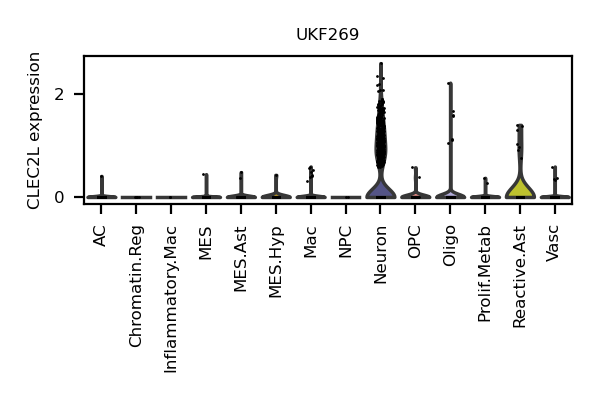 UKF269
CLEC2L expression
2
0
AC
Chromatin.Reg
Inflammatory.Mac
MES
MES.Ast
MES.Hyp
Mac
NPC
Neuron
OPC
Oligo
Prolif.Metab
Reactive.Ast
Vasc